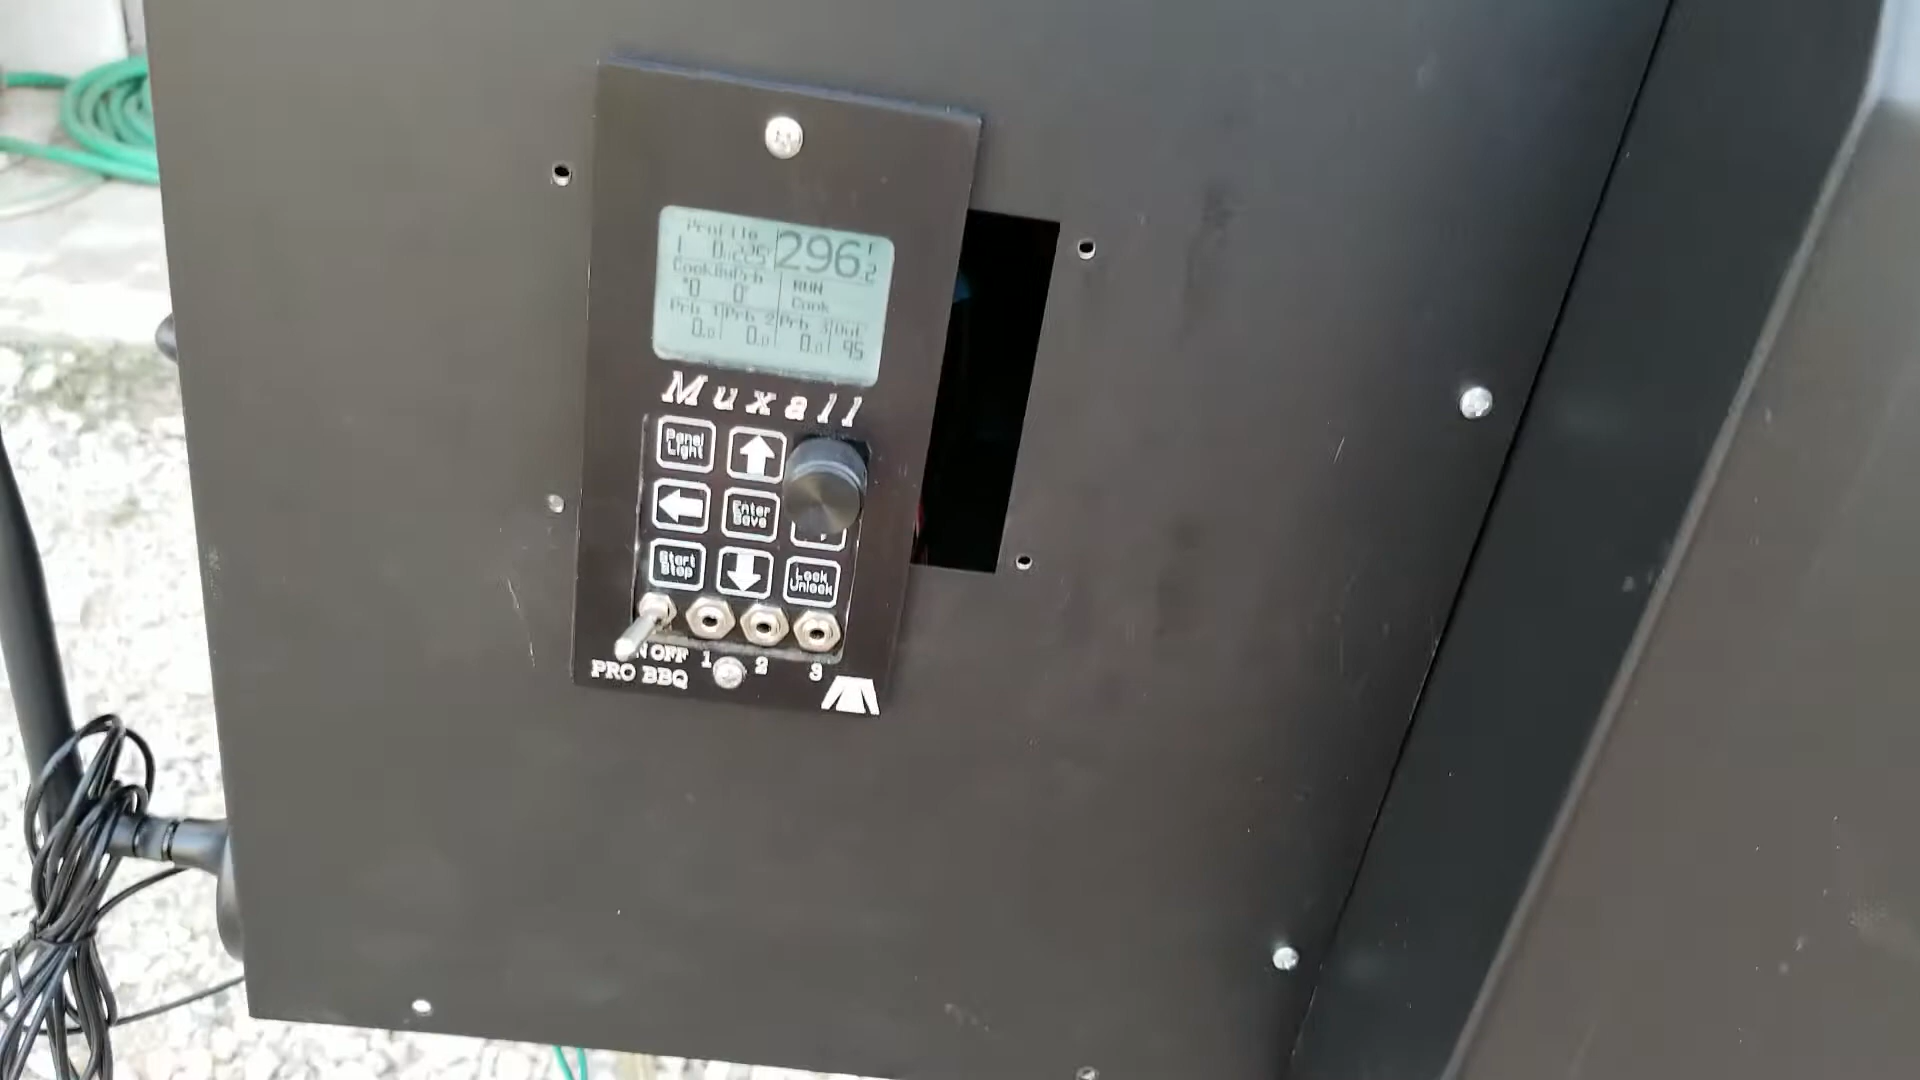 Profile 296
1 0:225
CookByPrb RUN
°0 0° Cook
Prb 1 Prb 2 Prb 3 Out
0.0 0.0 0.0 95
Muxall
Panel Light
Enter Save
Start Stop
Lock Unlock
OFF 1 2 3
PRO BBQ